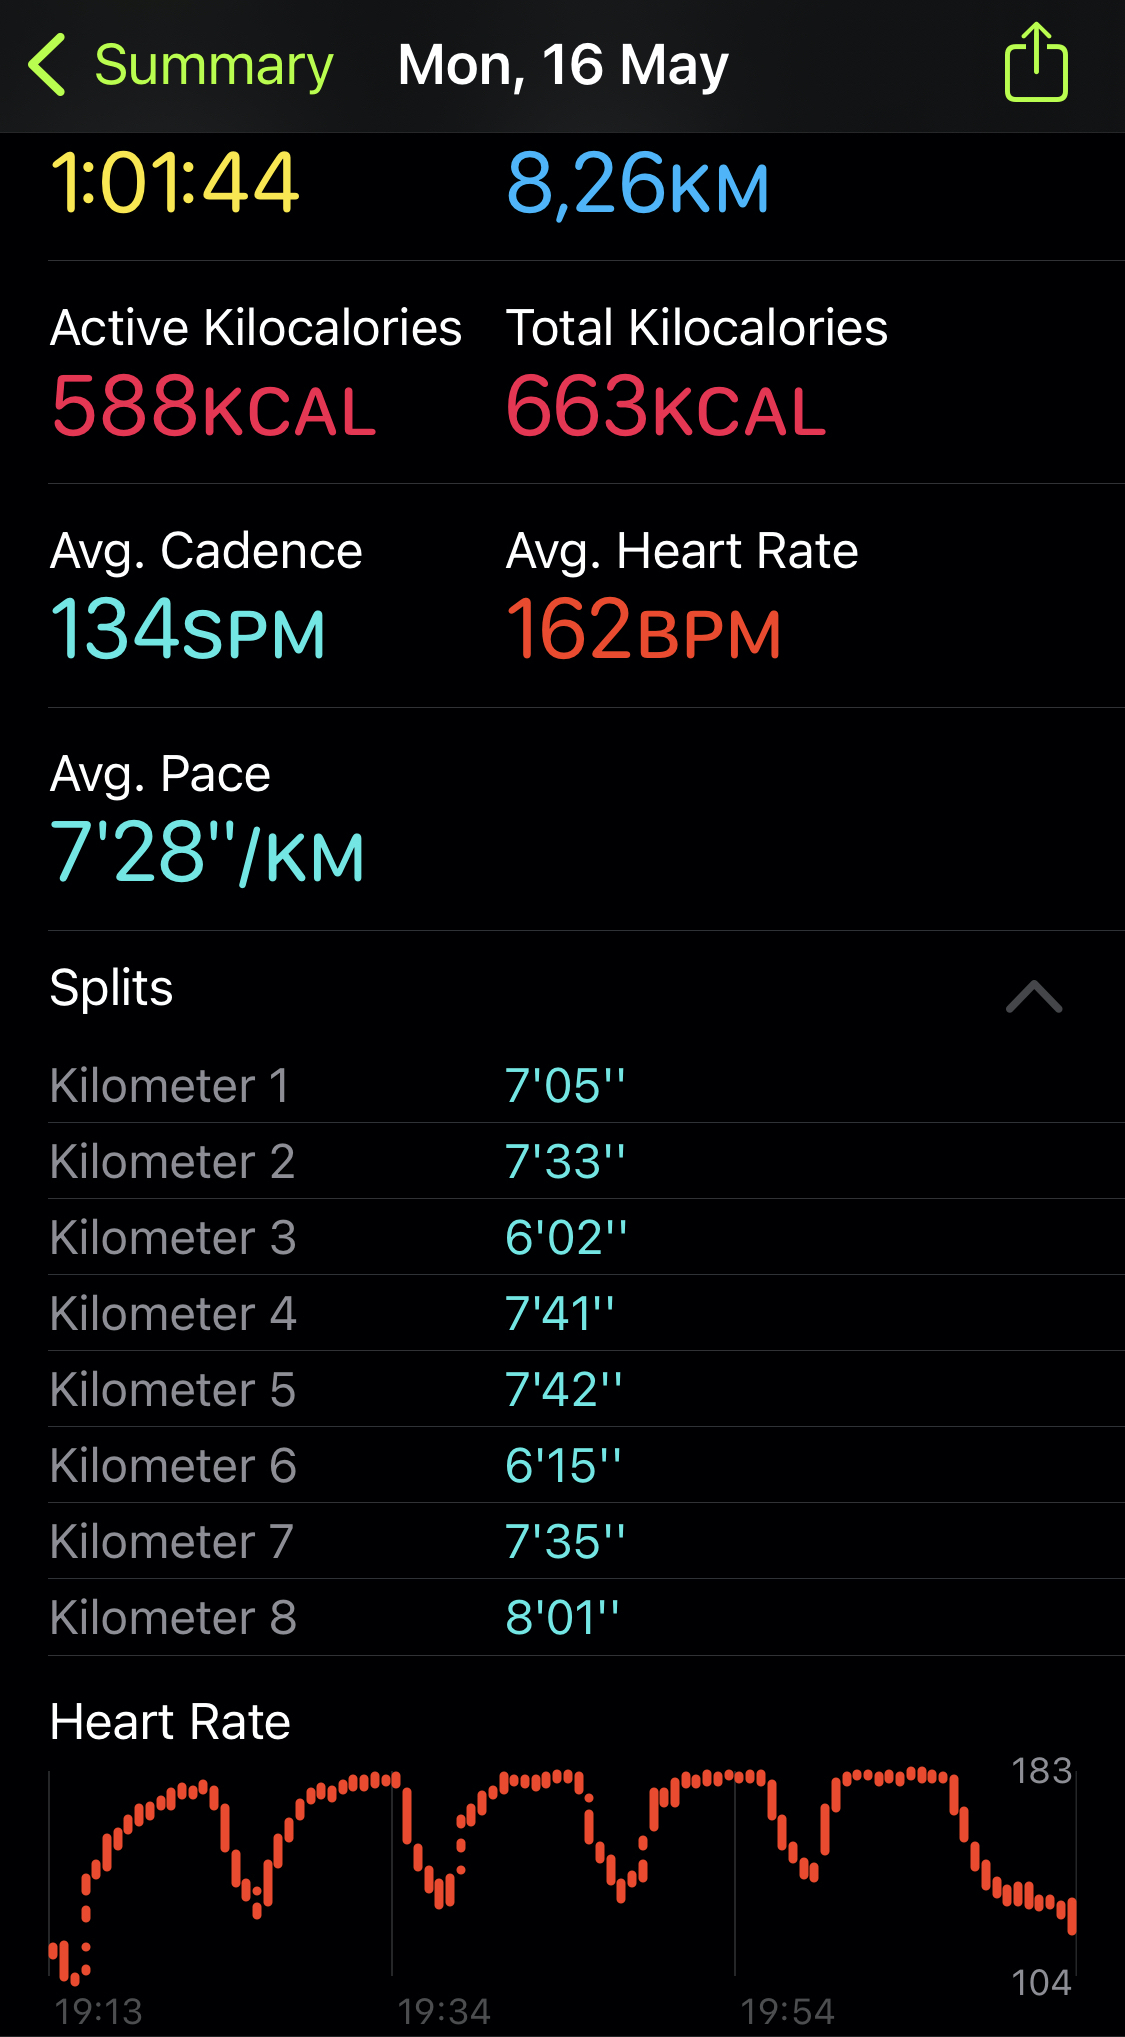 Summary Mon, 16 May
1:01:44 8,26KM
Active Kilocalories Total Kilocalories
588KCAL 663KCAL
Avg. Cadence Avg. Heart Rate
134SPM 162BPM
Avg. Pace
7'28''/KM
Splits
Kilometer 1 7'05''
Kilometer 2 7'33''
Kilometer 3 6'02''
Kilometer 4 7'41''
Kilometer 5 7'42''
Kilometer 6 6'15''
Kilometer 7 7'35''
Kilometer 8 8'01''
Heart Rate
183
104
19:13 19:34 19:54